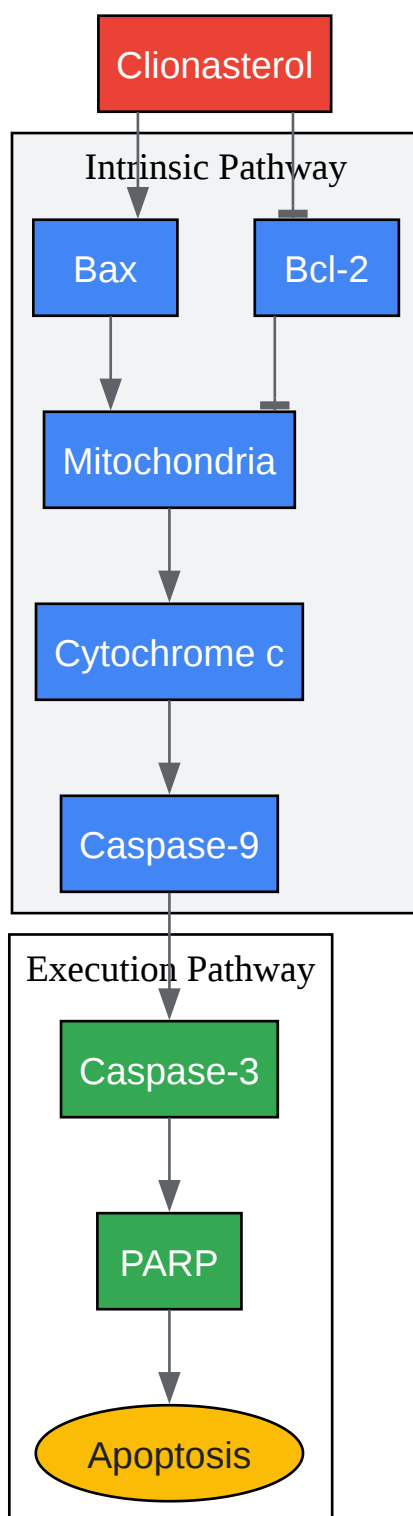 Clionasterol
Intrinsic Pathway
Bax
Bcl-2
Mitochondria
Cytochrome c
Caspase-9
Execution Pathway
Caspase-3
PARP
Apoptosis